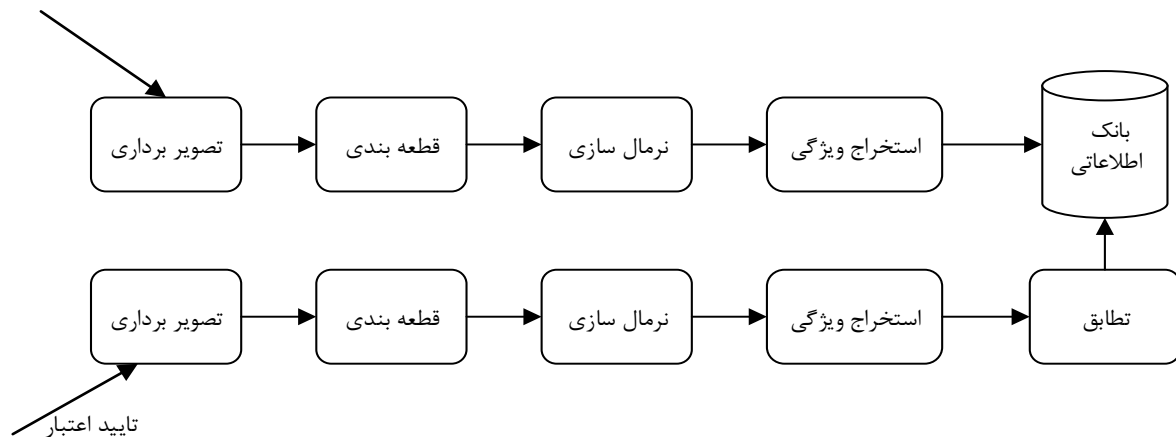 تصویر برداری
قطعه بندی
نرمال سازی
استخراج ویژگی
بانک
اطلاعاتی
تصویر برداری
قطعه بندی
نرمال سازی
استخراج ویژگی
تطابق
تایید اعتبار